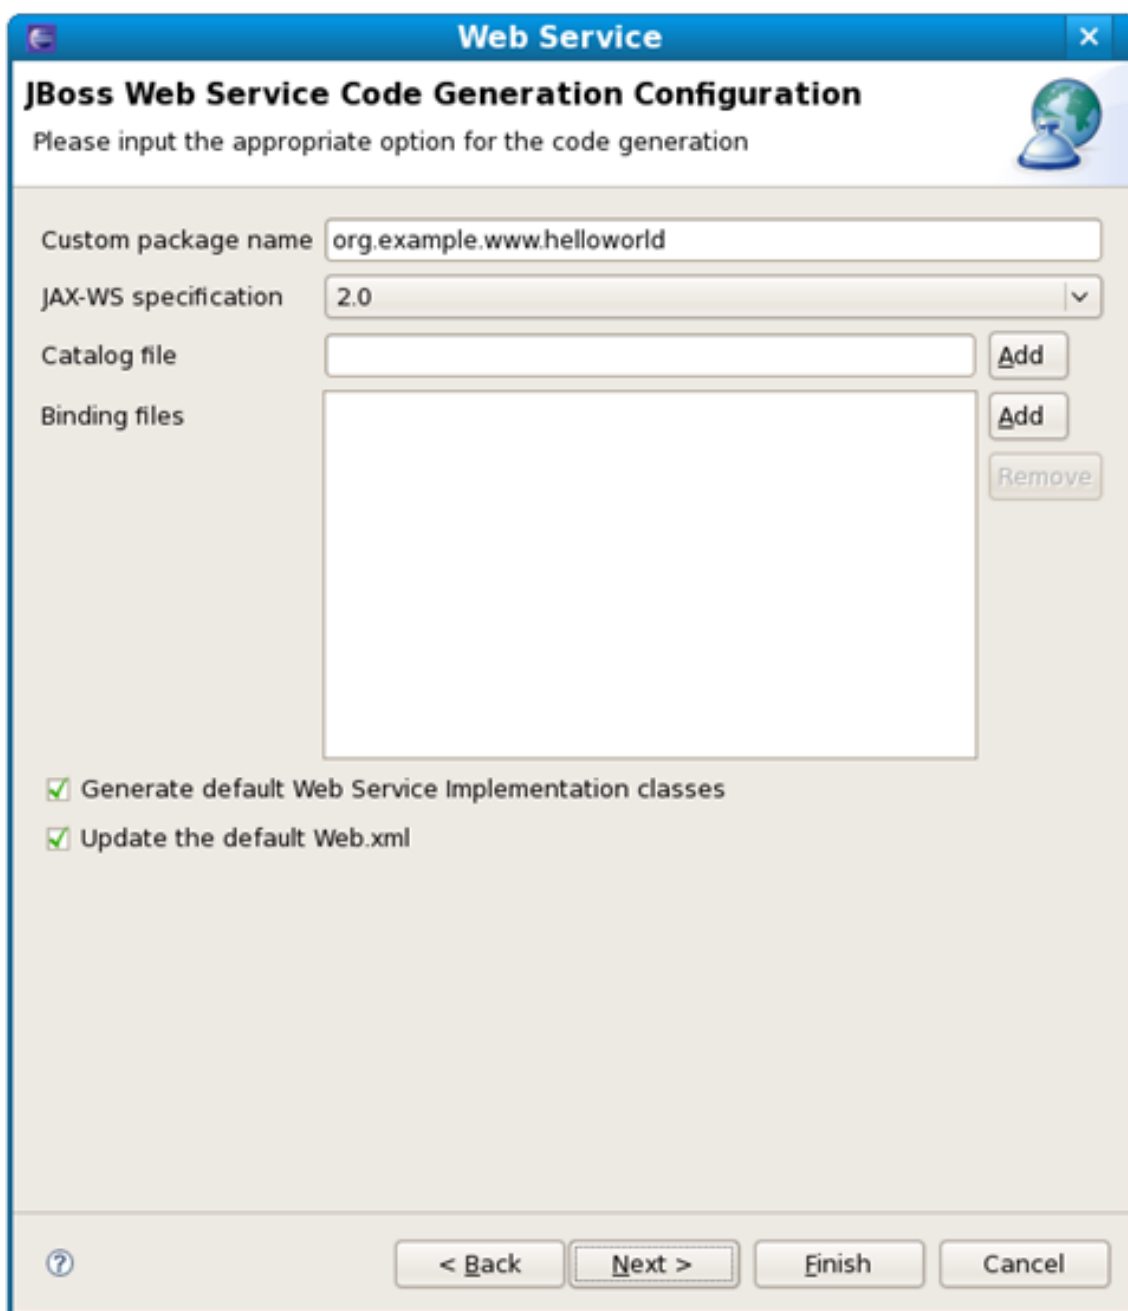 Web Service
JBoss Web Service Code Generation Configuration
Please input the appropriate option for the code generation
Custom package name org.example.www.helloworld
JAX-WS specification 2.0
Catalog file Add
Binding files Add
Remove
Generate default Web Service Implementation classes
Update the default Web.xml
? < Back Next > Finish Cancel